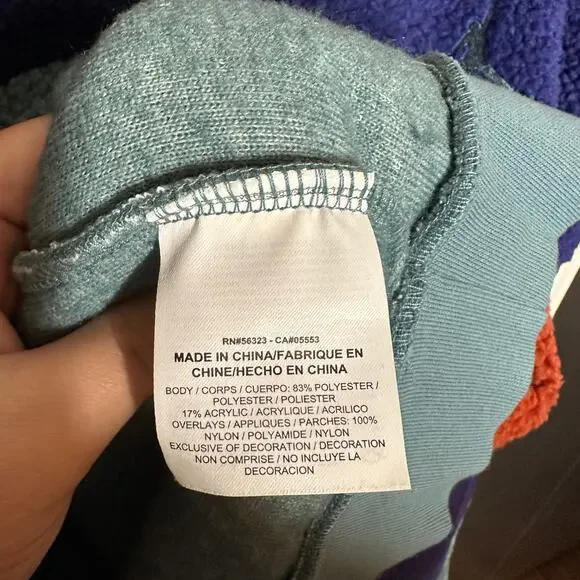 RN#56323 - CA#05553
MADE IN CHINA/FABRIQUE EN
CHINE/HECHO EN CHINA
BODY / CORPS / CUERPO: 83% POLYESTER /
POLYESTER / POLIESTER
17% ACRYLIC / ACRYLIQUE / ACRILICO
OVERLAYS / APPLIQUES / PARCHES: 100%
NYLON / POLYAMIDE / NYLON
EXCLUSIVE OF DECORATION / DECORATION
NON COMPRISE / NO INCLUYE LA
DECORACION